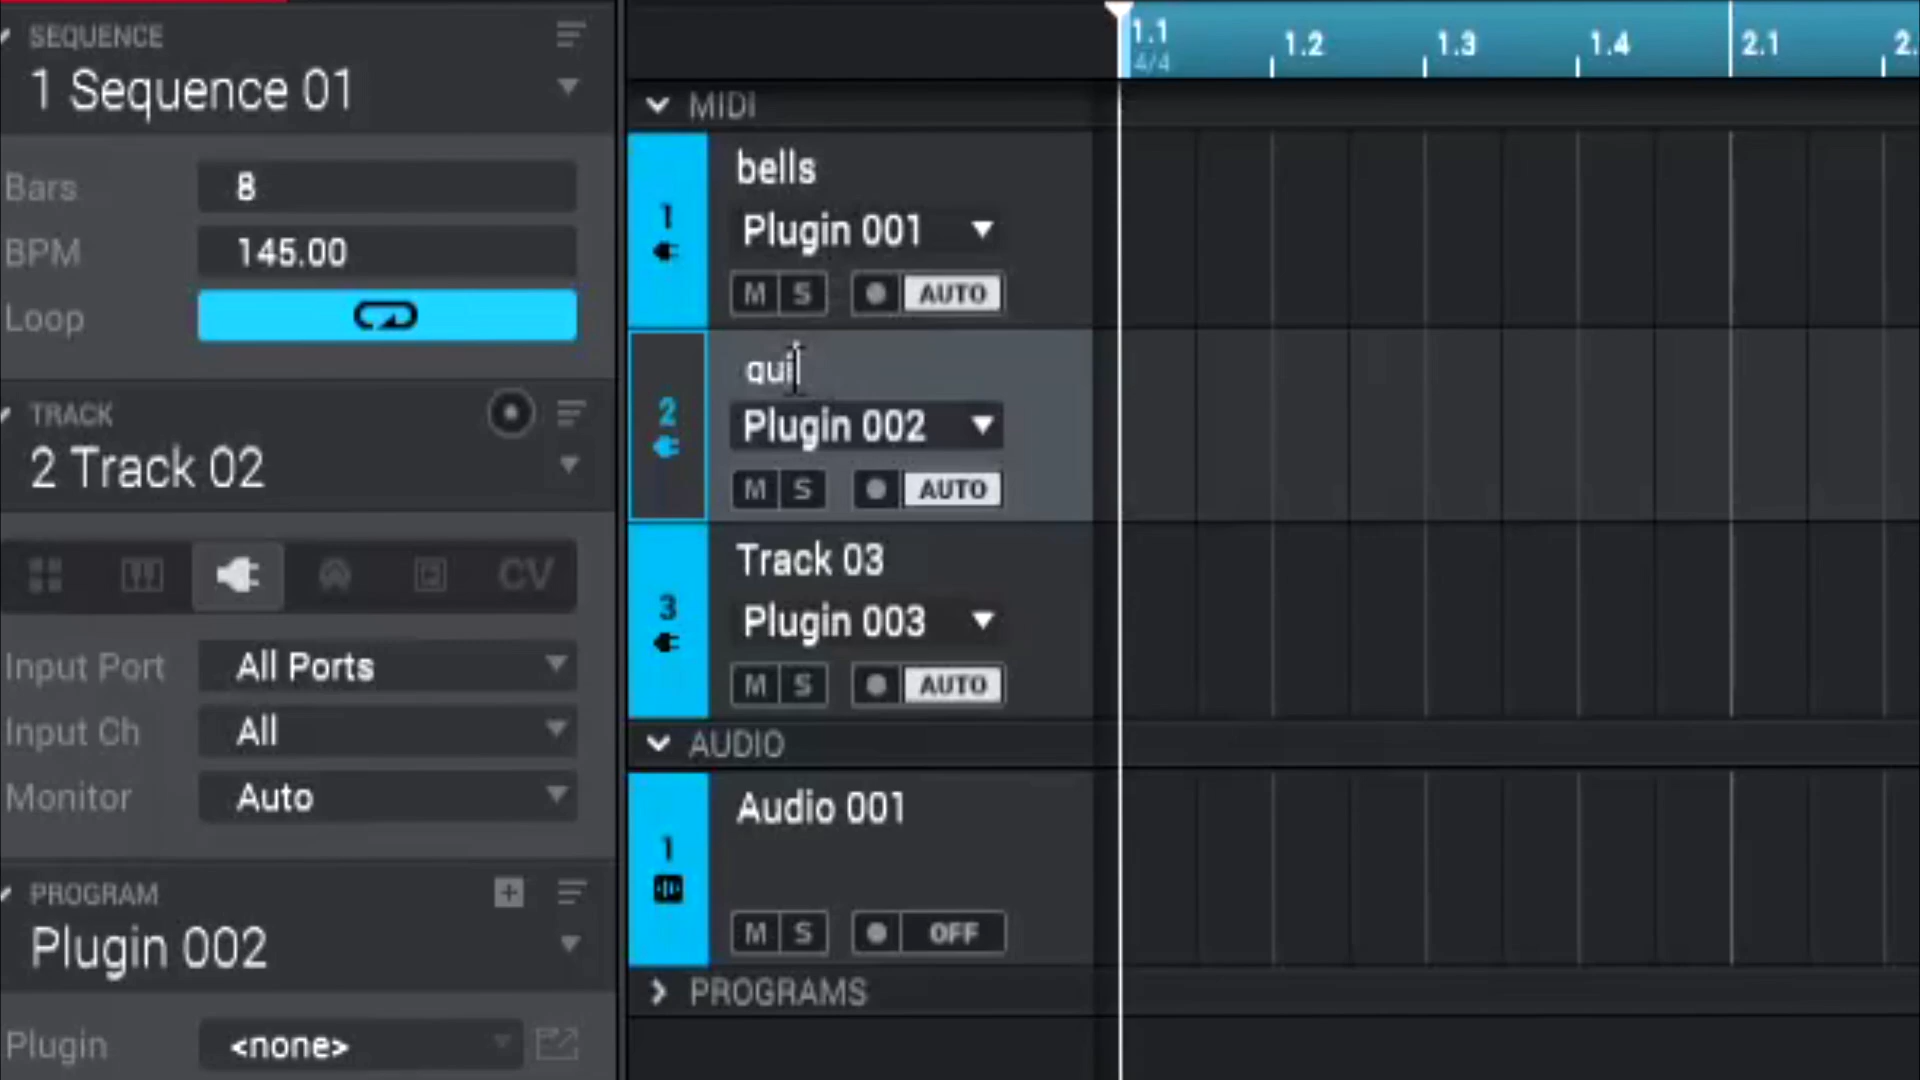 SEQUENCE
1 Sequence 01
Bars 8
BPM 145.00
Loop
TRACK
2 Track 02
CV
Input Port All Ports
Input Ch All
Monitor Auto
PROGRAM
Plugin 002
Plugin <none>
1.1 1.2 1.3 1.4 2.1 2.
4/4
MIDI
bells
1 Plugin 001
M S AUTO
gui
2 Plugin 002
M S AUTO
Track 03
3 Plugin 003
M S AUTO
AUDIO
Audio 001
1
M S OFF
PROGRAMS